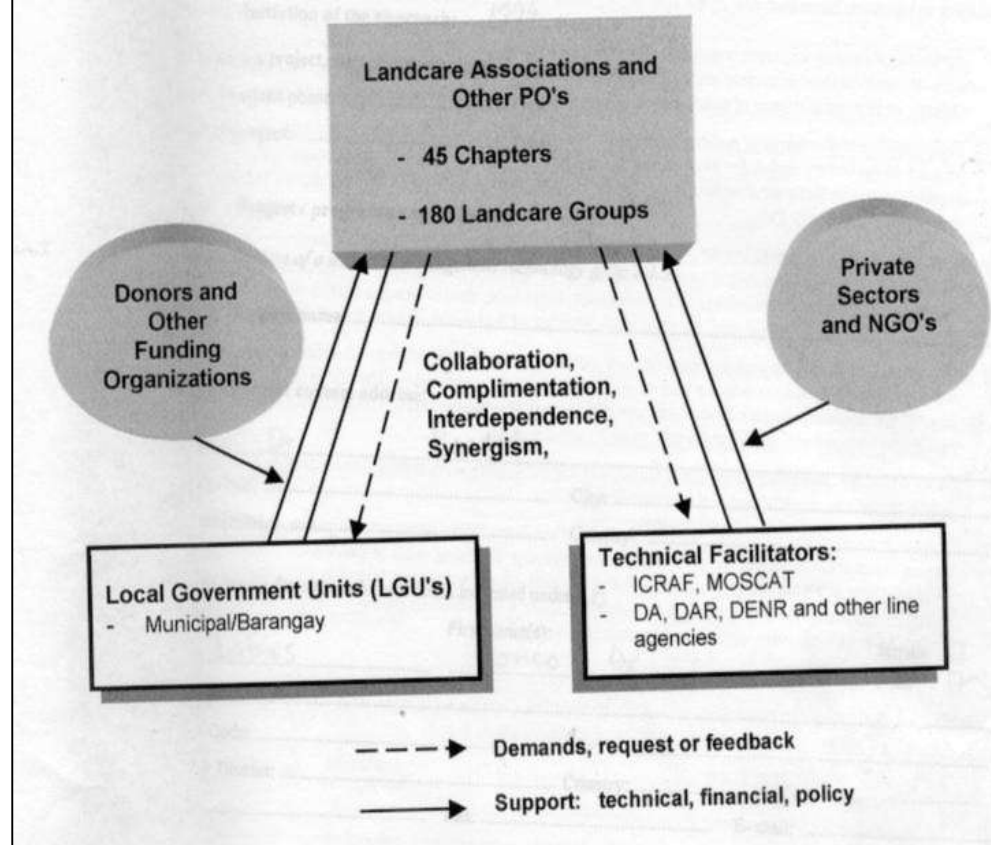 Landcare Associations and
Other PO's
- 45 Chapters
- 180 Landcare Groups
Donors and
Other
Funding
Organizations
Private
Sectors
and NGO's
Collaboration,
Complimentation,
Interdependence,
Synergism,
Local Government Units (LGU's)
- Municipal/Barangay
Technical Facilitators:
- ICRAF, MOSCAT
- DA, DAR, DENR and other line
agencies
Demands, request or feedback
Support: technical, financial, policy